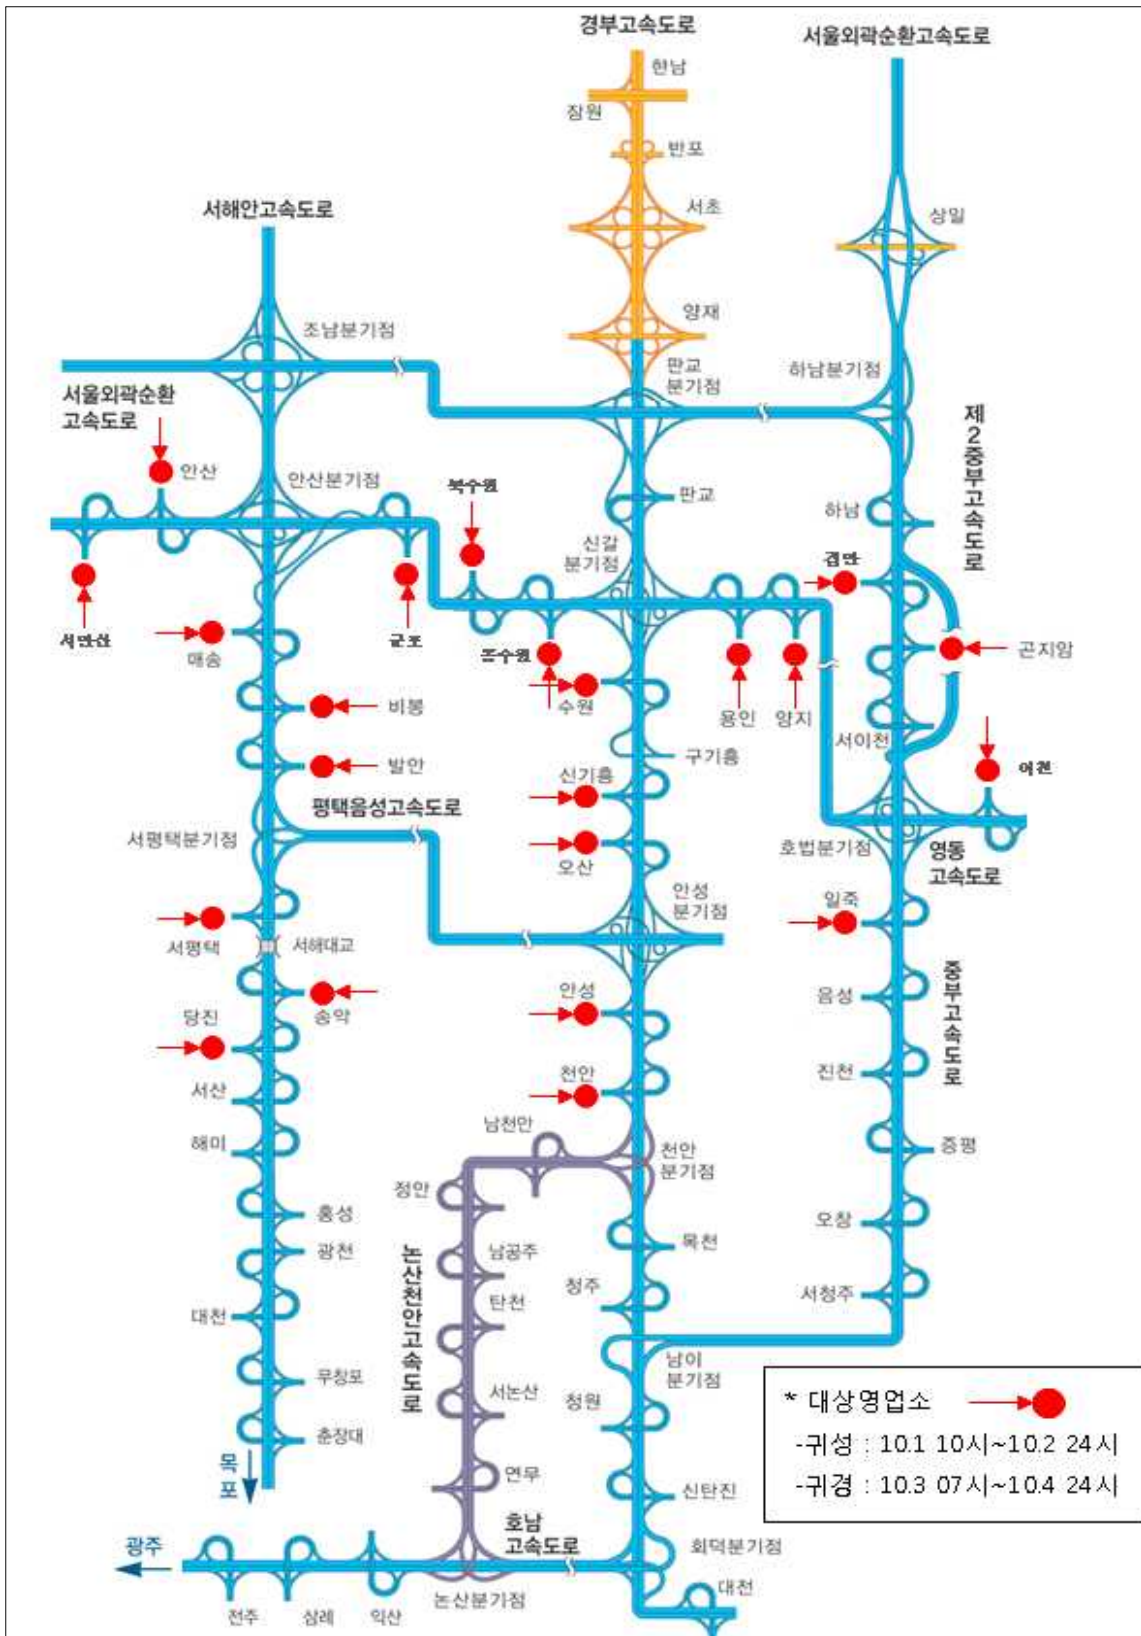 경부고속도로
서울외곽순환고속도로
현남
잠원
반포
서초
상일
서해안고속도로
양재
조남분기점
판교
분기점
하남분기점
서울외곽순환
고속도로
제2중부고속도로
안산
안산분기점
북수원
판교
하남
신갈
분기점
경안
서안산
군포
매송
동수원
수원
용인
양지
곤지암
비봉
서이천
구기흥
발안
신기흥
이천
평택음성고속도로
서평택분기점
오산
호법분기점
영동
고속도로
안성
분기점
일죽
서평택
서해대교
중부고속도로
안성
음성
송악
당진
천안
진천
서산
남천안
해미
천안
분기점
증평
정안
홍성
오창
목천
논산천안고속도로
남공주
광천
청주
서청주
탄천
대천
남이
분기점
무창포
서논산
청원
춘장대
목포
연무
신탄진
호남
고속도로
회덕분기점
광주
대전
논산분기점
전주
삼례
익산
* 대상영업소
-귀성 : 10.1 10시~10.2 24시
-귀경 : 10.3 07시~10.4 24시